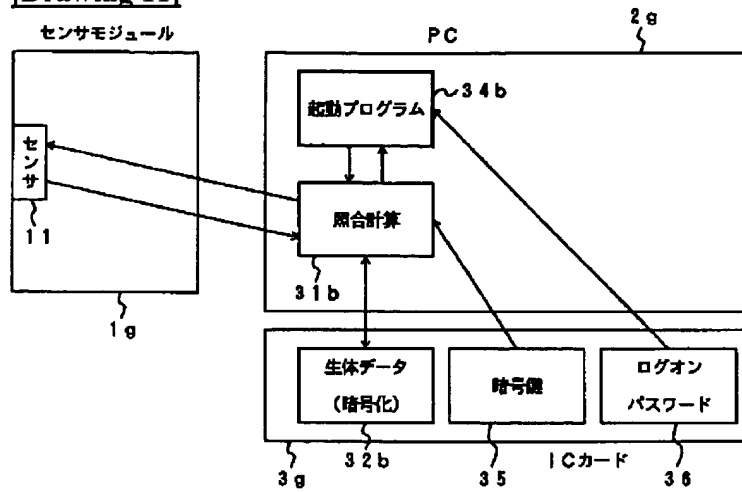 センサモジュール
PC
2g
起動プログラム
34b
センサ
11
照合計算
31b
1g
生体データ
(暗号化)
暗号鍵
ログオン
パスワード
32b
35
ICカード
36
3g